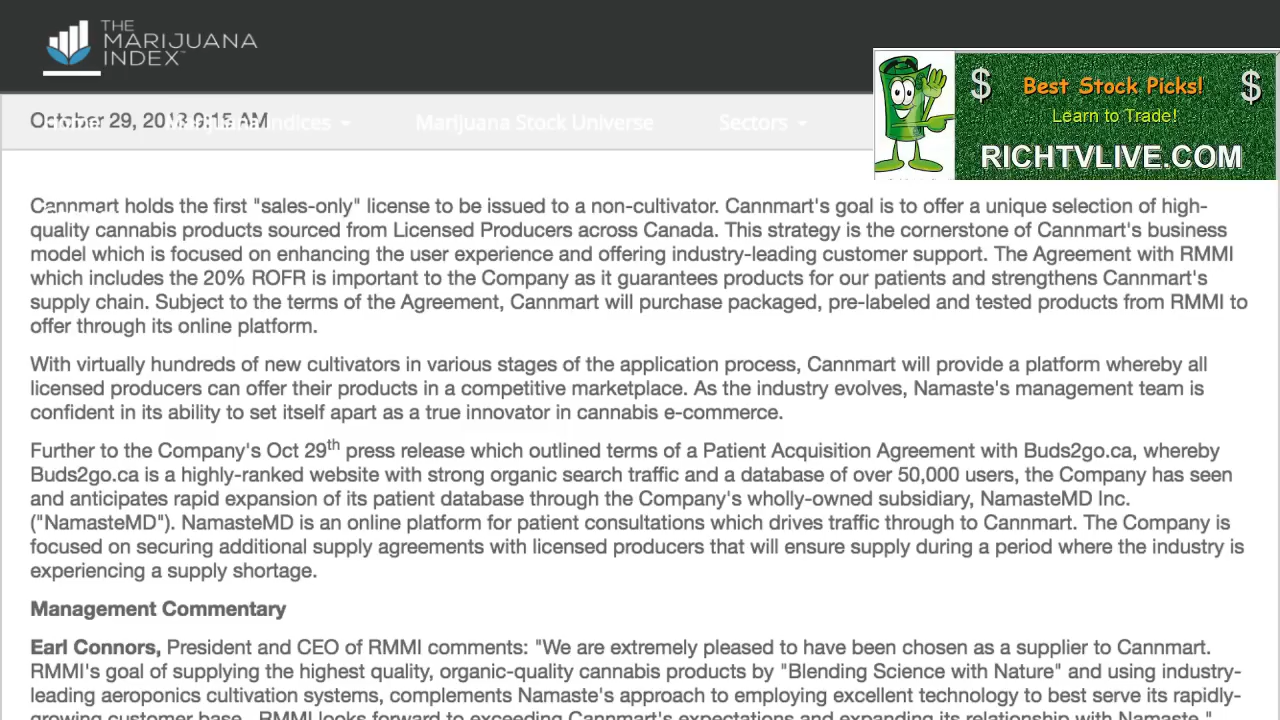 THE
MARIJUANA
INDEX™
$ Best Stock Picks! $
Learn to Trade!
RICHTVLIVE.COM
October 29, 2018 9:15 AM
Marijuana Indices
Marijuana Stock Universe
Sectors
Cannmart holds the first "sales-only" license to be issued to a non-cultivator. Cannmart's goal is to offer a unique selection of high-
quality cannabis products sourced from Licensed Producers across Canada. This strategy is the cornerstone of Cannmart's business
model which is focused on enhancing the user experience and offering industry-leading customer support. The Agreement with RMMI
which includes the 20% ROFR is important to the Company as it guarantees products for our patients and strengthens Cannmart's
supply chain. Subject to the terms of the Agreement, Cannmart will purchase packaged, pre-labeled and tested products from RMMI to
offer through its online platform.
With virtually hundreds of new cultivators in various stages of the application process, Cannmart will provide a platform whereby all
licensed producers can offer their products in a competitive marketplace. As the industry evolves, Namaste's management team is
confident in its ability to set itself apart as a true innovator in cannabis e-commerce.
Further to the Company's Oct 29th press release which outlined terms of a Patient Acquisition Agreement with Buds2go.ca, whereby
Buds2go.ca is a highly-ranked website with strong organic search traffic and a database of over 50,000 users, the Company has seen
and anticipates rapid expansion of its patient database through the Company's wholly-owned subsidiary, NamasteMD Inc.
("NamasteMD"). NamasteMD is an online platform for patient consultations which drives traffic through to Cannmart. The Company is
focused on securing additional supply agreements with licensed producers that will ensure supply during a period where the industry is
experiencing a supply shortage.
Management Commentary
Earl Connors, President and CEO of RMMI comments: "We are extremely pleased to have been chosen as a supplier to Cannmart.
RMMI's goal of supplying the highest quality, organic-quality cannabis products by "Blending Science with Nature" and using industry-
leading aeroponics cultivation systems, complements Namaste's approach to employing excellent technology to best serve its rapidly-
growing customer base. RMMI looks forward to exceeding Cannmart's expectations and expanding its relationship with Namaste."